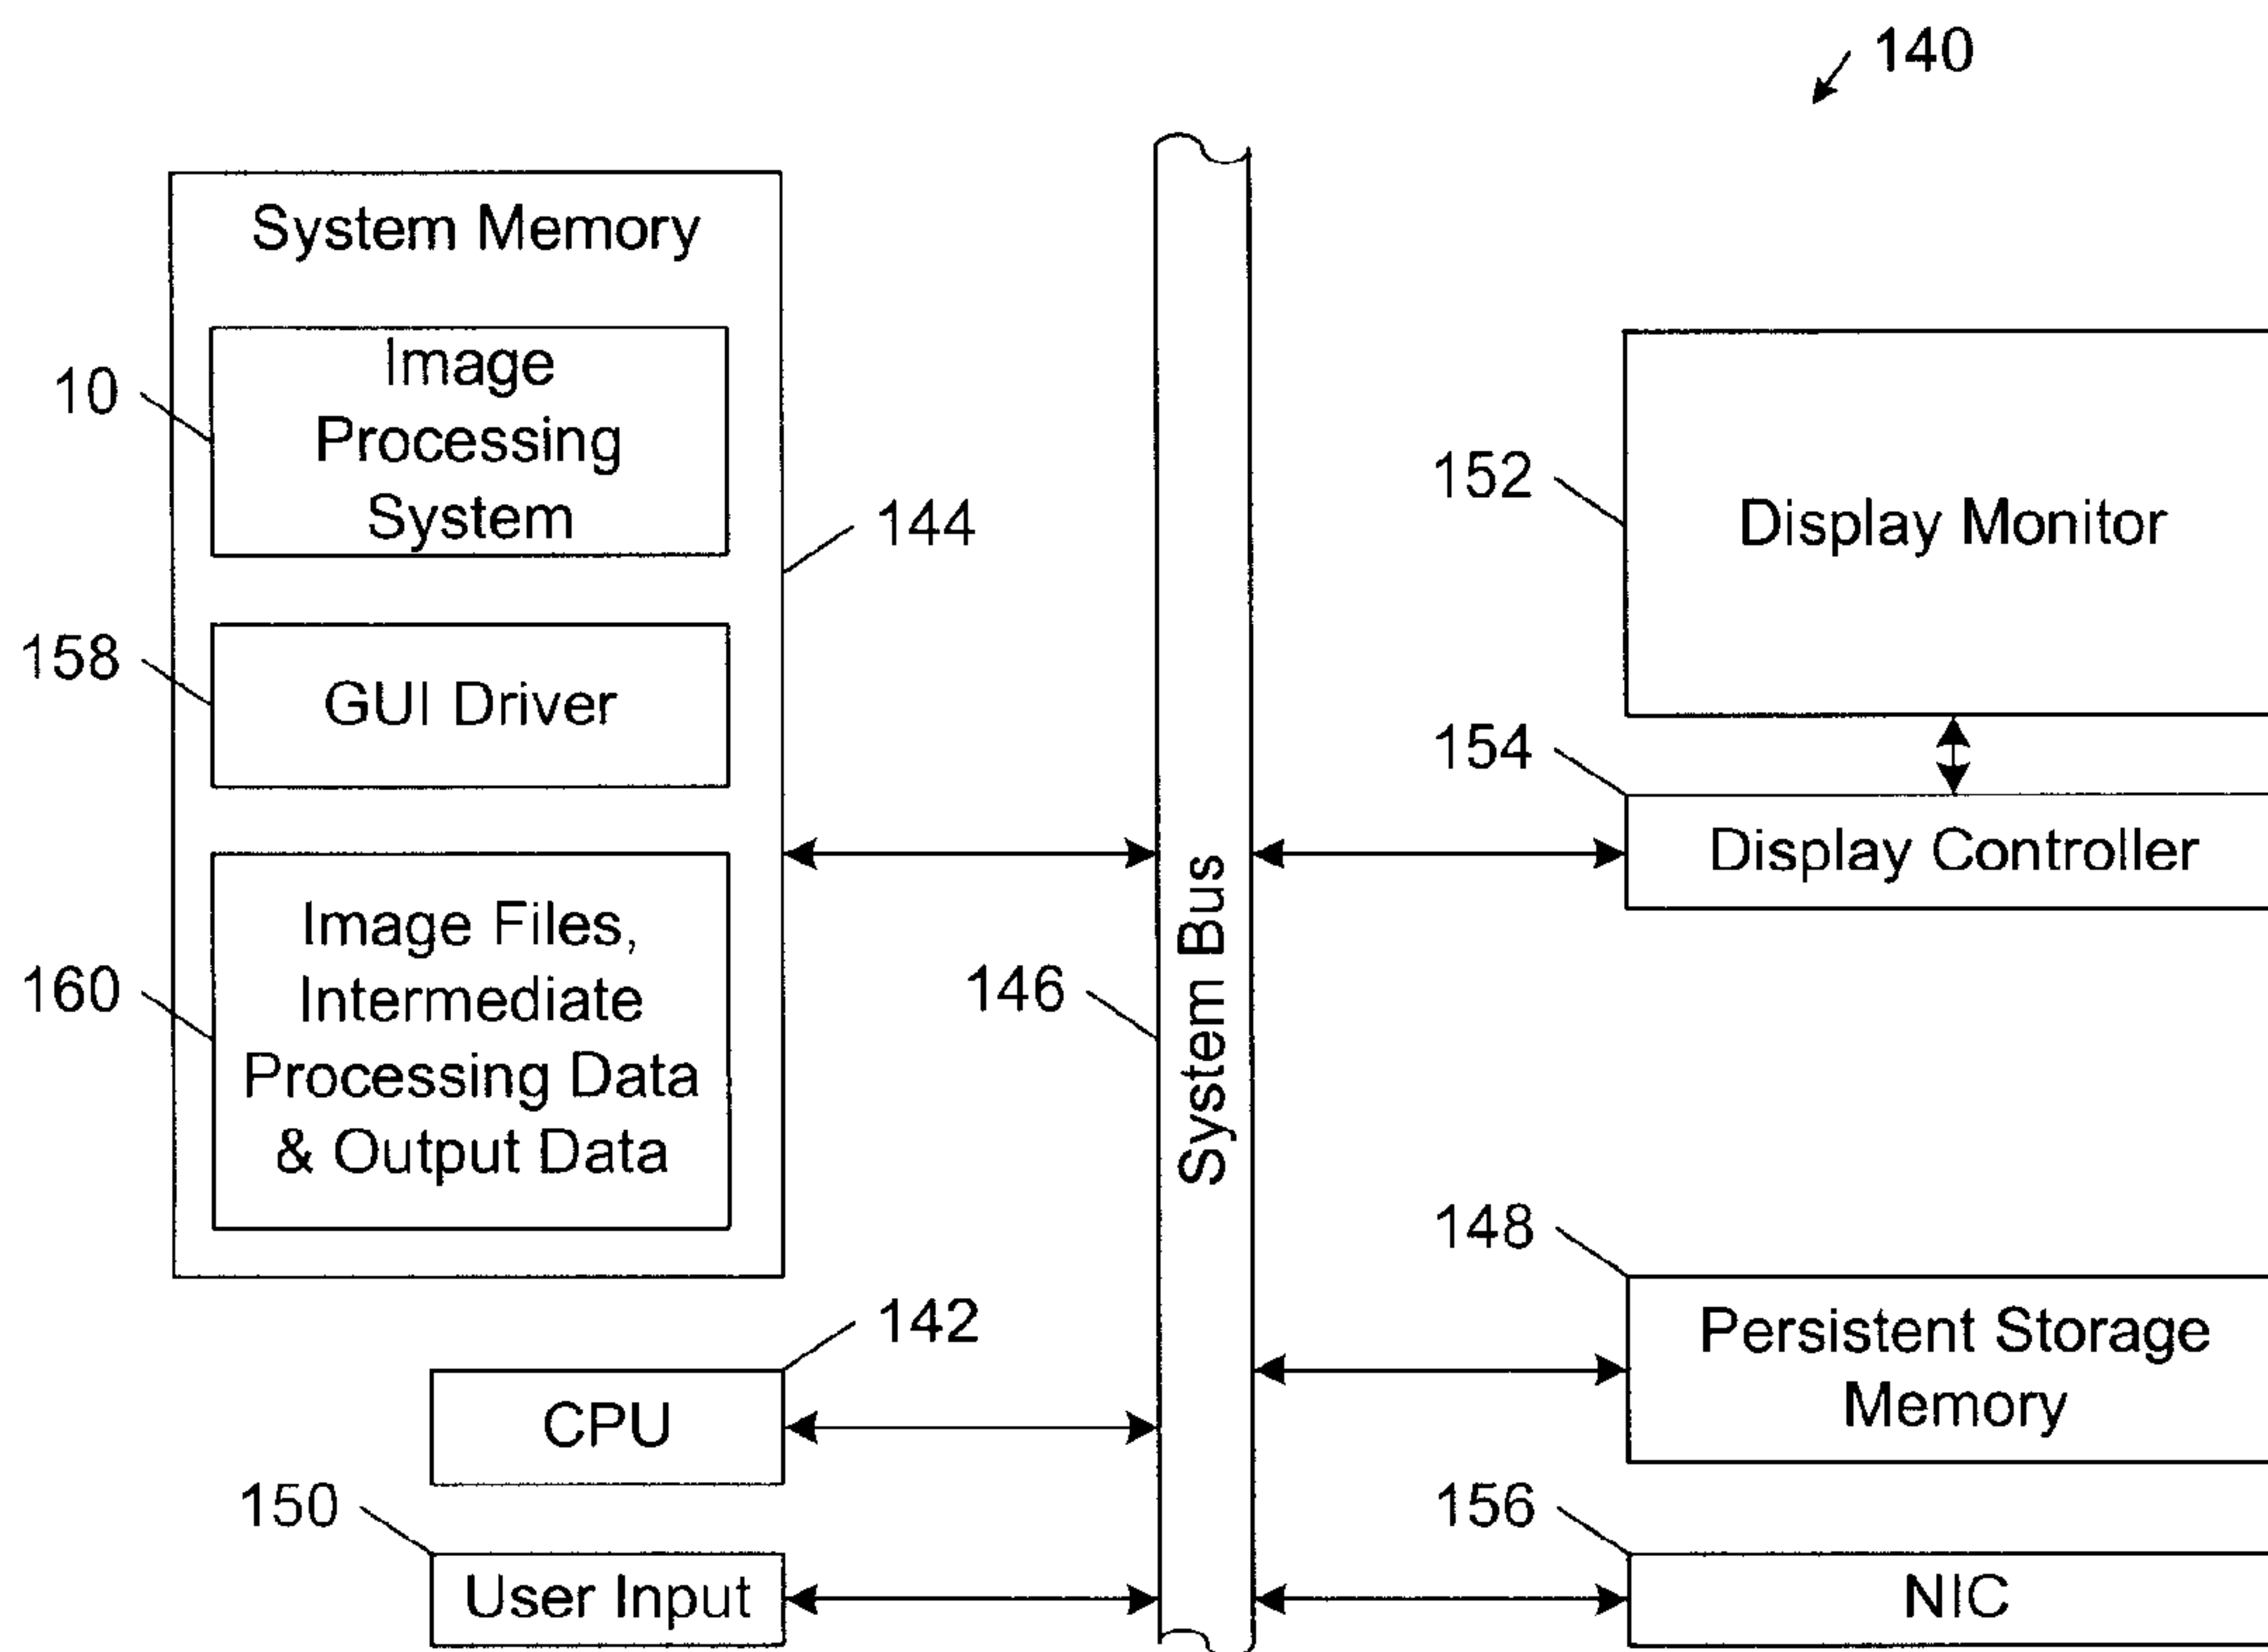 140
System Memory
10
Image
Processing
System
144
158
GUI Driver
160
Image Files,
Intermediate
Processing Data
& Output Data
142
CPU
150
User Input
146
System Bus
152
Display Monitor
154
Display Controller
148
Persistent Storage
Memory
156
NIC